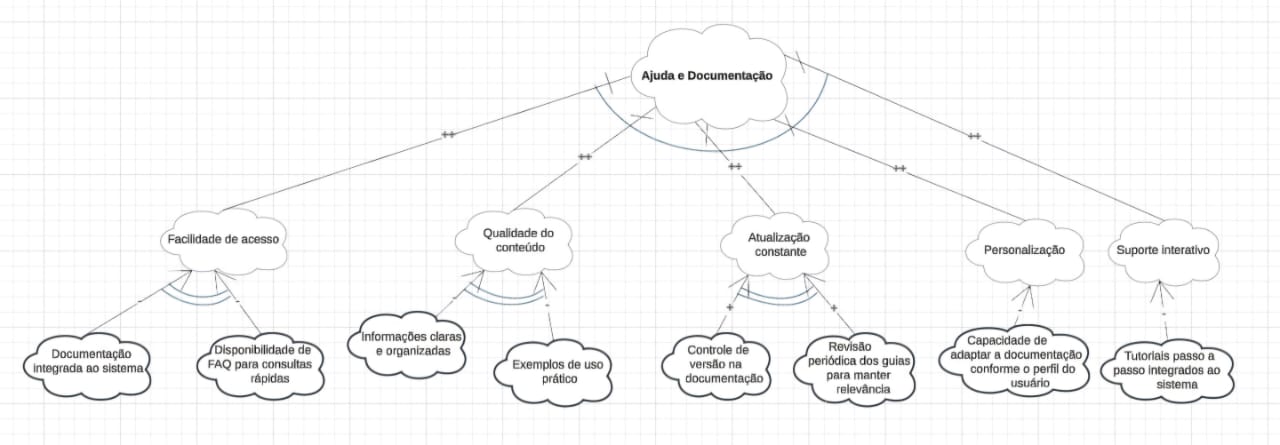 Ajuda e Documentação
++
++
++
++
++
Facilidade de acesso
Qualidade do
conteúdo
Atualização
constante
Personalização
Suporte interativo
-
-
-
-
+
+
-
-
Documentação
integrada ao sistema
Disponibilidade de
FAQ para consultas
rápidas
Informações claras
e organizadas
Exemplos de uso
prático
Controle de
versão na
documentação
Revisão
periódica dos guias
para manter
relevância
Capacidade de
adaptar a documentação
conforme o perfil do
usuário
Tutoriais passo a
passo integrados ao
sistema